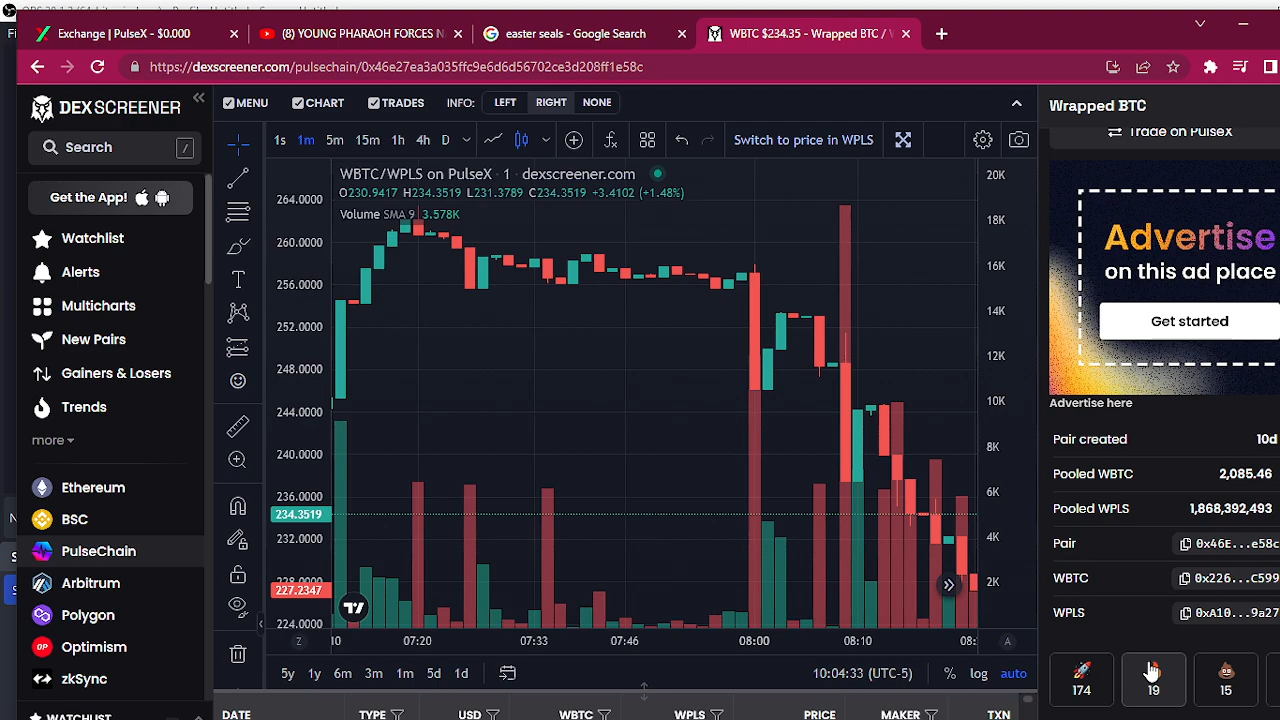 Exchange | PulseX - $0.000
(8) YOUNG PHARAOH FORCES N
easter seals - Google Search
WBTC $234.35 - Wrapped BTC / W
https://dexscreener.com/pulsechain/0x46e27ea3a035ffc9e6d6d56702ce3d208ff1e58c
DEX SCREENER
MENU
CHART
TRADES
INFO:
LEFT
RIGHT
NONE
Wrapped BTC
Search
/
1s 1m 5m 15m 1h 4h D
Switch to price in WPLS
Trade on PulseX
Get the App!
WBTC/WPLS on PulseX · 1 · dexscreener.com
O230.9417 H234.3519 L231.3789 C234.3519 +3.4102 (+1.48%)
Volume SMA 9 3.578K
Watchlist
Alerts
Multicharts
New Pairs
Gainers & Losers
Trends
more
Ethereum
BSC
PulseChain
Arbitrum
Polygon
Optimism
zkSync
WATCHLIST
264.0000
260.0000
256.0000
252.0000
248.0000
244.0000
240.0000
236.0000
234.3519
232.0000
228.0000
227.2347
224.0000
20K
18K
16K
14K
12K
10K
8K
6K
4K
2K
Z
:10
07:20
07:33
07:46
08:00
08:10
08:
A
5y 1y 6m 3m 1m 5d 1d
10:04:33 (UTC-5)
% log auto
DATE
TYPE
USD
WBTC
WPLS
PRICE
MAKER
TXN
Advertise
on this ad place
Get started
Advertise here
Pair created 10d
Pooled WBTC 2,085.46
Pooled WPLS 1,868,392,493
Pair 0x46E...e58c
WBTC 0x226...C599
WPLS 0xA10...9a27
174
19
15